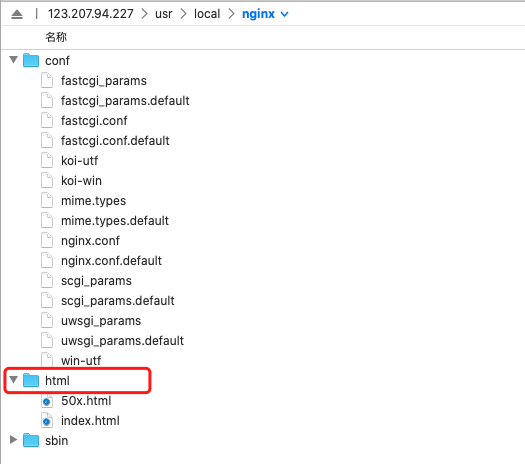 123.207.94.227 > usr > local > nginx
名称
conf
fastcgi_params
fastcgi_params.default
fastcgi.conf
fastcgi.conf.default
koi-utf
koi-win
mime.types
mime.types.default
nginx.conf
nginx.conf.default
scgi_params
scgi_params.default
uwsgi_params
uwsgi_params.default
win-utf
html
50x.html
index.html
sbin